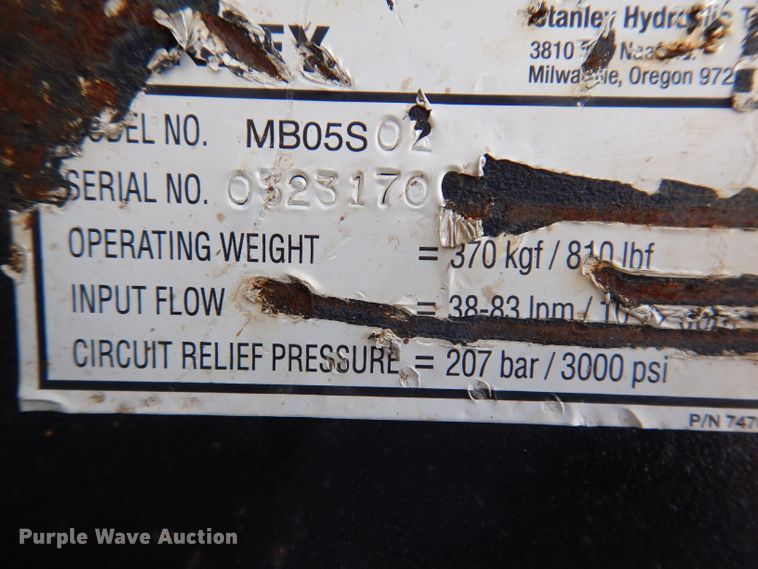 Stanley Hydraulic
3810
Milwaukie, Oregon 972
MODEL NO. MB05S02
SERIAL NO. 0323170
OPERATING WEIGHT = 370 kgf / 810 lbf
INPUT FLOW = 38-83 lpm /
CIRCUIT RELIEF PRESSURE = 207 bar / 3000 psi
P/N 747
Purple Wave Auction